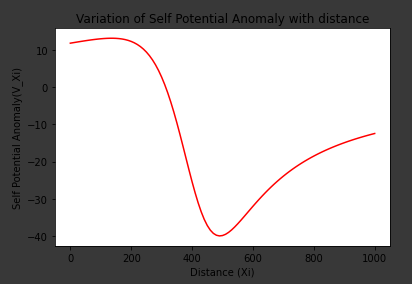 Variation of Self Potential Anomaly with distance
Self Potential Anomaly(V_Xi)
10
0
−10
−20
−30
−40
0 200 400 600 800 1000
Distance (Xi)